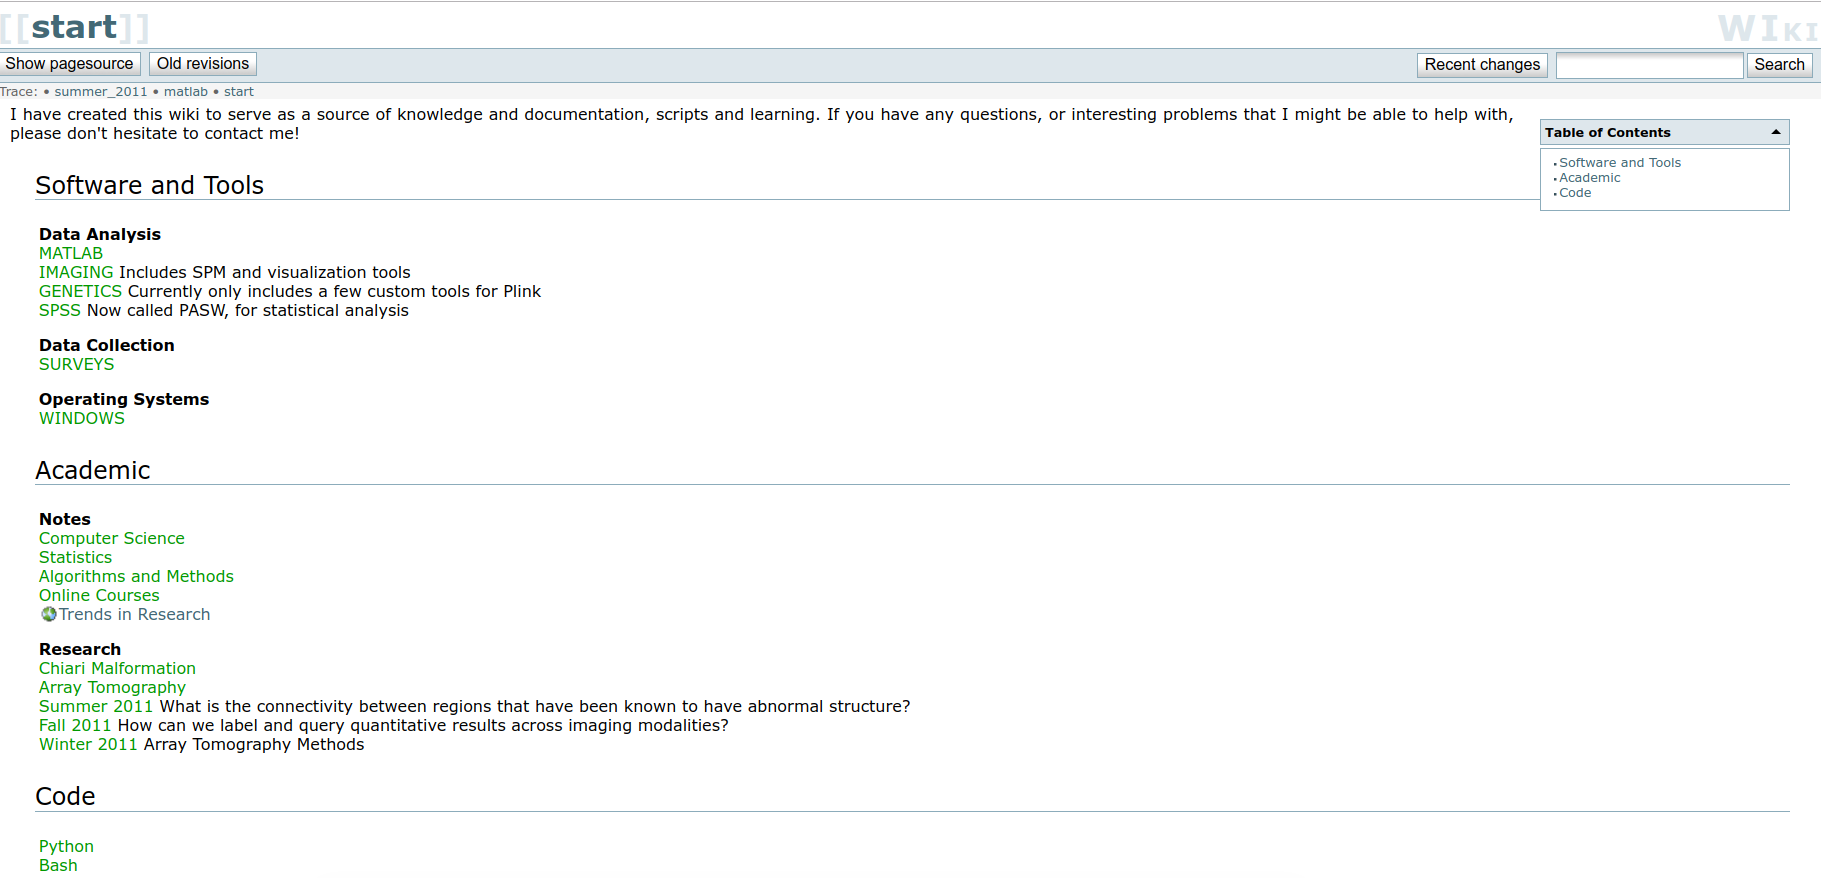 [[start]]
WIKI
Show pagesource Old revisions
Recent changes Search
Trace: • summer_2011 • matlab • start
I have created this wiki to serve as a source of knowledge and documentation, scripts and learning. If you have any questions, or interesting problems that I might be able to help with,
please don't hesitate to contact me!
Table of Contents
Software and Tools
Academic
Code
Software and Tools
Data Analysis
MATLAB
IMAGING Includes SPM and visualization tools
GENETICS Currently only includes a few custom tools for Plink
SPSS Now called PASW, for statistical analysis
Data Collection
SURVEYS
Operating Systems
WINDOWS
Academic
Notes
Computer Science
Statistics
Algorithms and Methods
Online Courses
Trends in Research
Research
Chiari Malformation
Array Tomography
Summer 2011 What is the connectivity between regions that have been known to have abnormal structure?
Fall 2011 How can we label and query quantitative results across imaging modalities?
Winter 2011 Array Tomography Methods
Code
Python
Bash